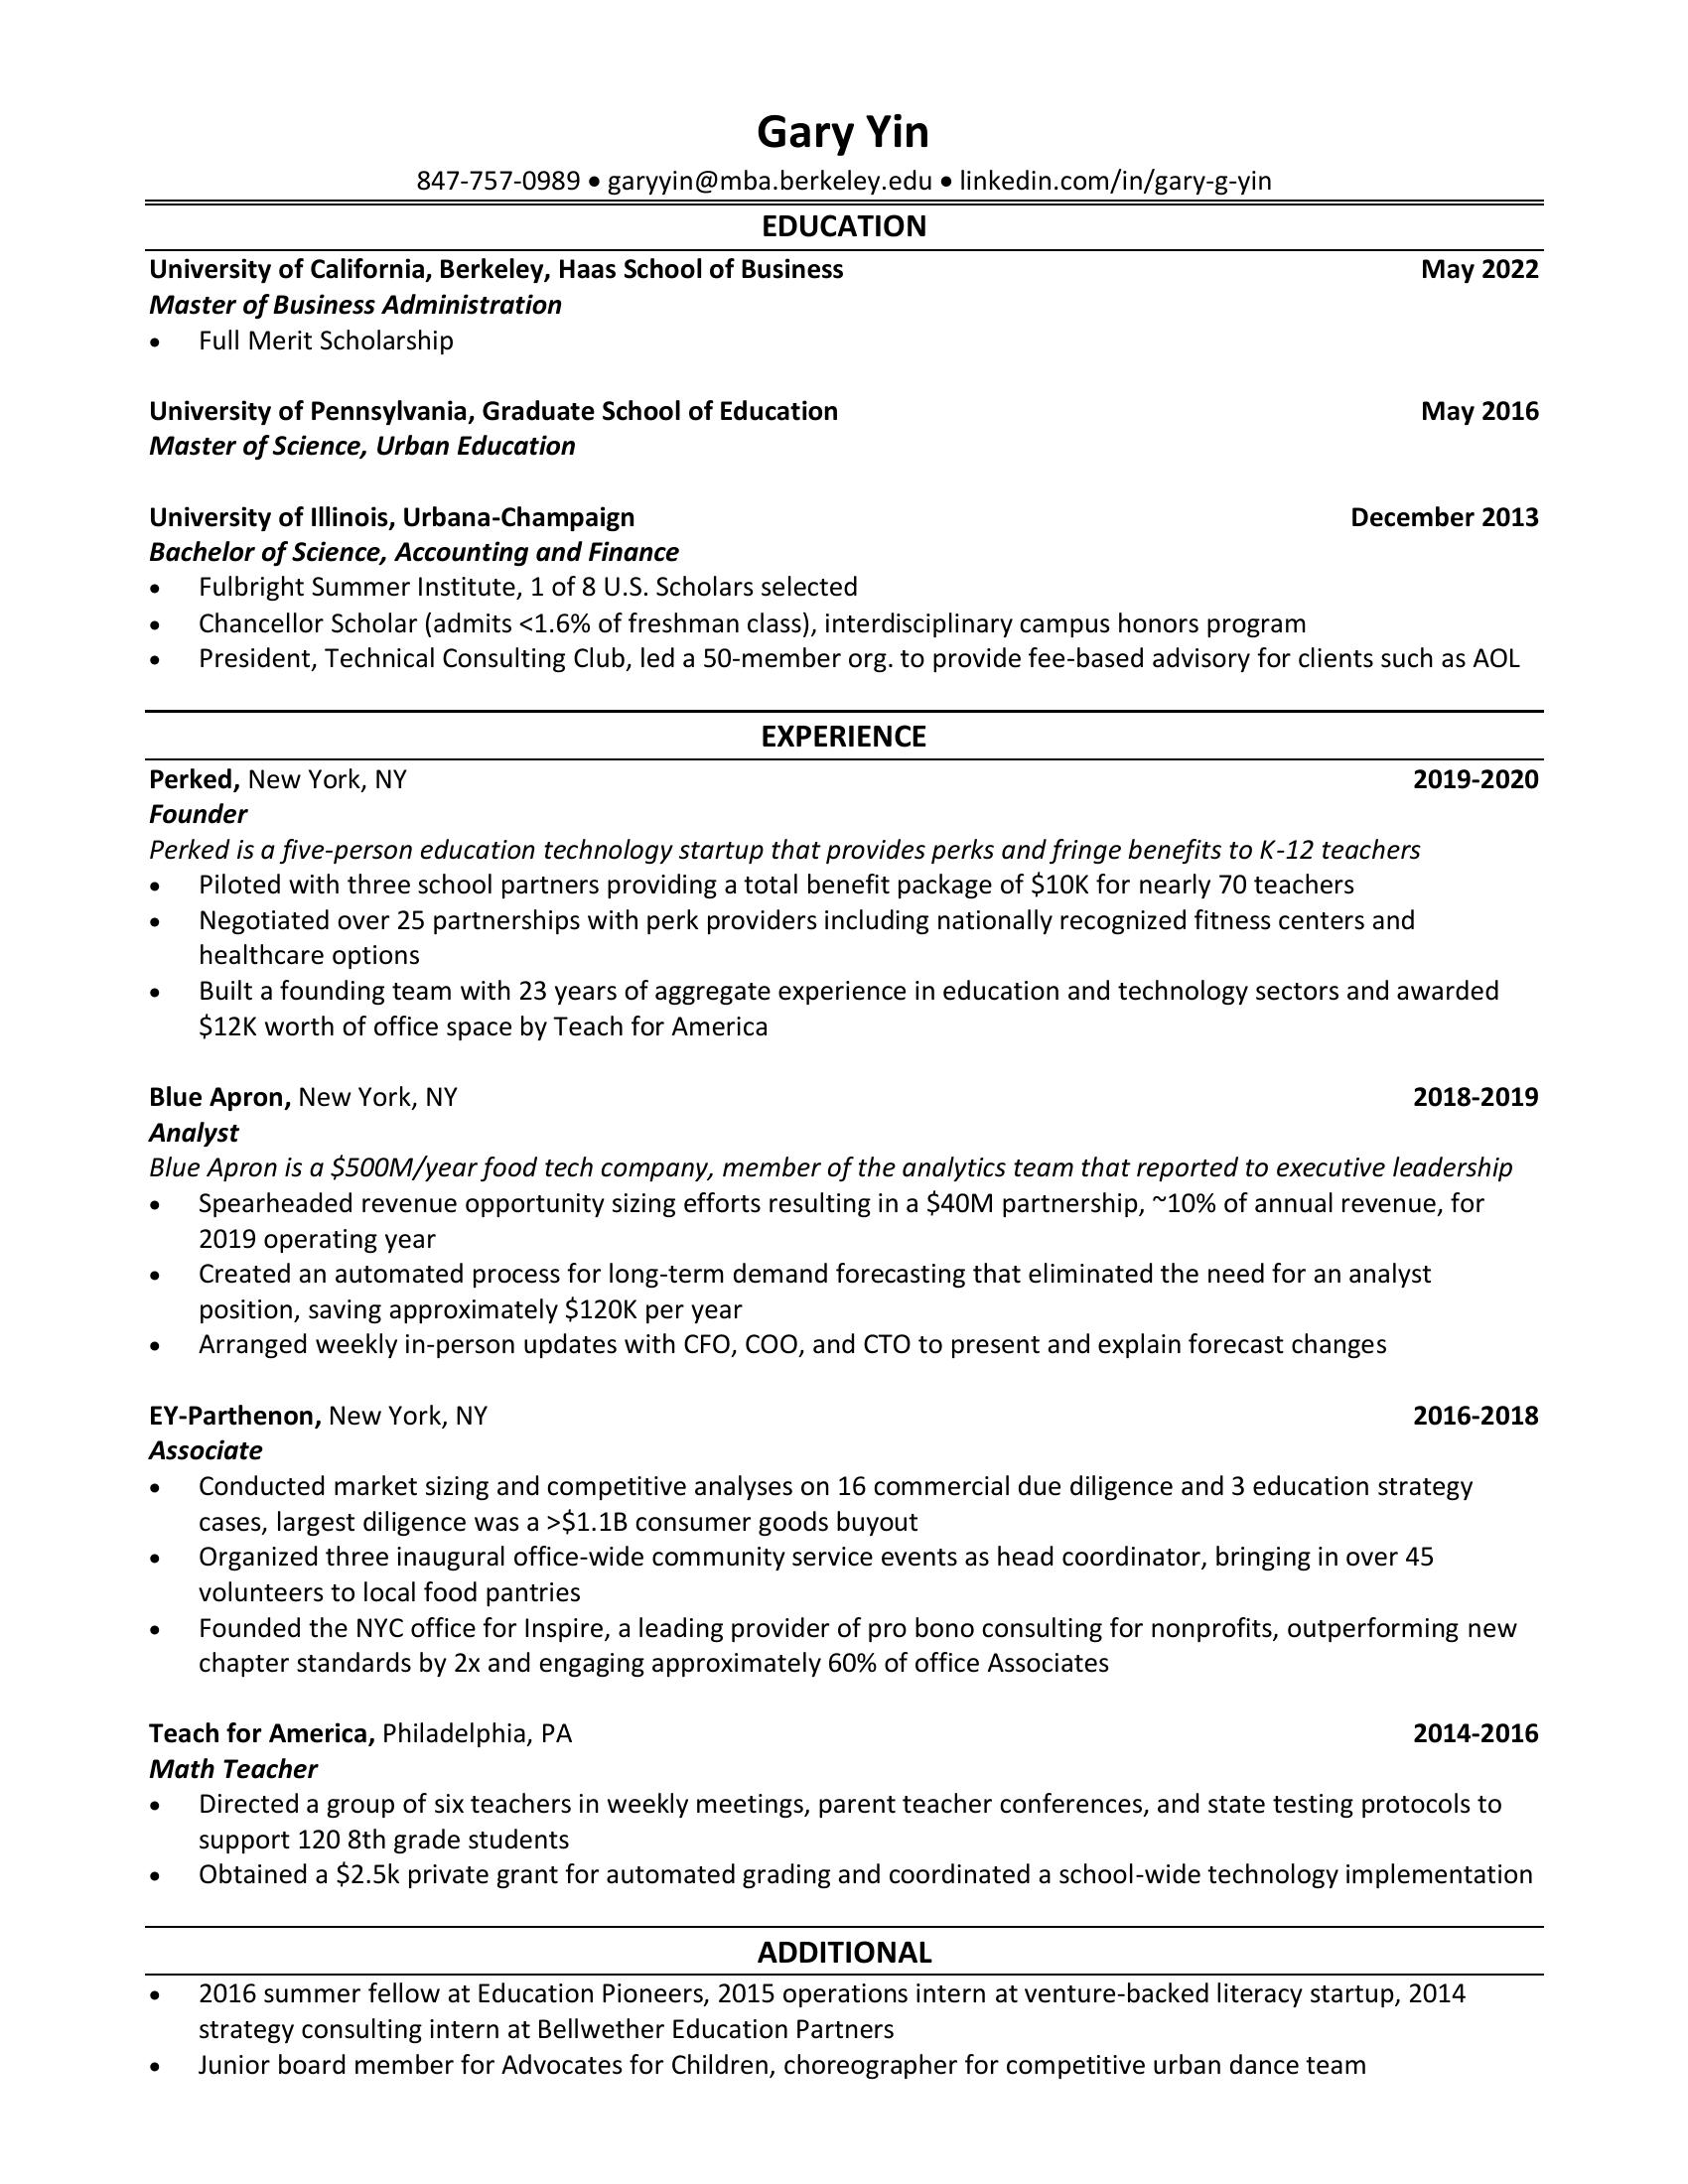 Gary Yin
847-757-0989 • garyyin@mba.berkeley.edu • linkedin.com/in/gary-g-yin
EDUCATION
University of California, Berkeley, Haas School of Business May 2022
Master of Business Administration
• Full Merit Scholarship
University of Pennsylvania, Graduate School of Education May 2016
Master of Science, Urban Education
University of Illinois, Urbana-Champaign December 2013
Bachelor of Science, Accounting and Finance
• Fulbright Summer Institute, 1 of 8 U.S. Scholars selected
• Chancellor Scholar (admits <1.6% of freshman class), interdisciplinary campus honors program
• President, Technical Consulting Club, led a 50-member org. to provide fee-based advisory for clients such as AOL
EXPERIENCE
Perked, New York, NY 2019-2020
Founder
Perked is a five-person education technology startup that provides perks and fringe benefits to K-12 teachers
• Piloted with three school partners providing a total benefit package of $10K for nearly 70 teachers
• Negotiated over 25 partnerships with perk providers including nationally recognized fitness centers and
healthcare options
• Built a founding team with 23 years of aggregate experience in education and technology sectors and awarded
$12K worth of office space by Teach for America
Blue Apron, New York, NY 2018-2019
Analyst
Blue Apron is a $500M/year food tech company, member of the analytics team that reported to executive leadership
• Spearheaded revenue opportunity sizing efforts resulting in a $40M partnership, ~10% of annual revenue, for
2019 operating year
• Created an automated process for long-term demand forecasting that eliminated the need for an analyst
position, saving approximately $120K per year
• Arranged weekly in-person updates with CFO, COO, and CTO to present and explain forecast changes
EY-Parthenon, New York, NY 2016-2018
Associate
• Conducted market sizing and competitive analyses on 16 commercial due diligence and 3 education strategy
cases, largest diligence was a >$1.1B consumer goods buyout
• Organized three inaugural office-wide community service events as head coordinator, bringing in over 45
volunteers to local food pantries
• Founded the NYC office for Inspire, a leading provider of pro bono consulting for nonprofits, outperforming new
chapter standards by 2x and engaging approximately 60% of office Associates
Teach for America, Philadelphia, PA 2014-2016
Math Teacher
• Directed a group of six teachers in weekly meetings, parent teacher conferences, and state testing protocols to
support 120 8th grade students
• Obtained a $2.5k private grant for automated grading and coordinated a school-wide technology implementation
ADDITIONAL
• 2016 summer fellow at Education Pioneers, 2015 operations intern at venture-backed literacy startup, 2014
strategy consulting intern at Bellwether Education Partners
• Junior board member for Advocates for Children, choreographer for competitive urban dance team